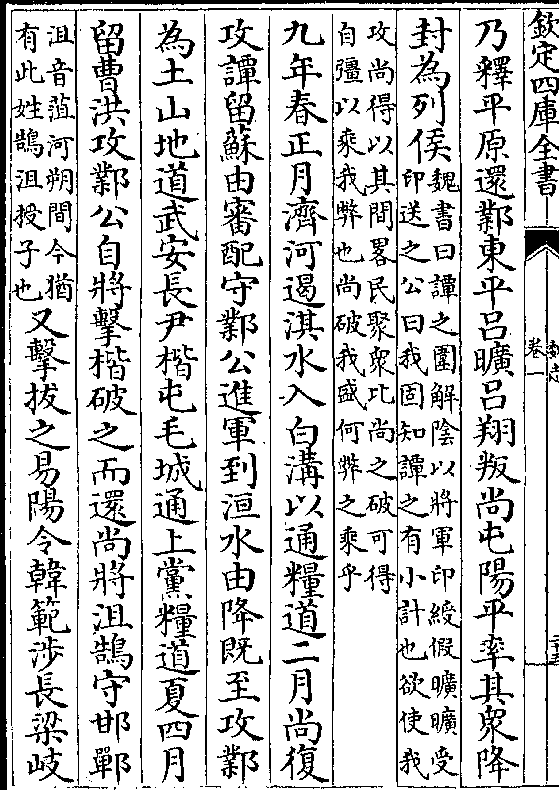 欽定四庫全書
卷一
乃釋平原還鄴東平呂曠呂翔叛尚屯陽平率其衆降
封為列侯
魏書曰譚之圍解陰以將軍印綬假曠曠受
印送之公曰我固知譚之有小計也欲使我
攻尚得以其間畧民聚衆比尚之破可得
自彊以乘我弊也尚破我盛何弊之乘乎
九年春正月濟河遏淇水入白溝以通糧道二月尚復
攻譚留蘇由審配守鄴公進軍到洹水由降既至攻鄴
為土山地道武安長尹楷屯毛城通上黨糧道夏四月
留曹洪攻鄴公自將擊楷破之而還尚將沮鵠守邯鄲
沮音菹河朔間今猶
有此姓鵠沮授子也
又擊拔之易陽令韓範涉長梁岐